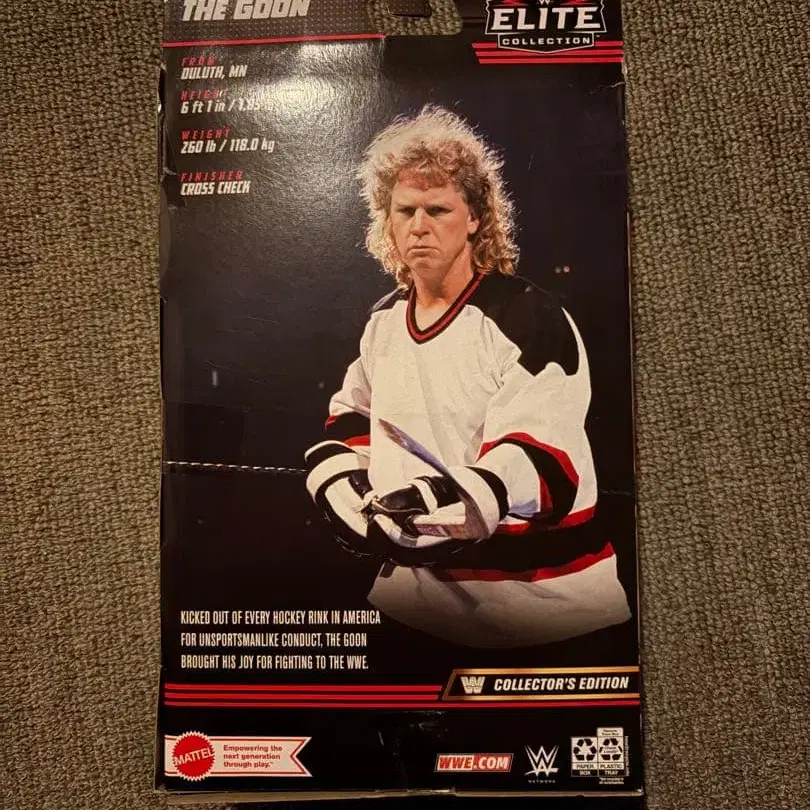 THE GOON
W
ELITE
COLLECTION
FROM
DULUTH, MN
HEIGHT
6 ft 1 in / 1.85
WEIGHT
260 lb / 118.0 kg
FINISHER
CROSS CHECK
KICKED OUT OF EVERY HOCKEY RINK IN AMERICA
FOR UNSPORTSMANLIKE CONDUCT, THE GOON
BROUGHT HIS JOY FOR FIGHTING TO THE WWE.
COLLECTOR'S EDITION
MATTEL
Empowering the
next generation
through play.™
WWE.COM
W
NETWORK
PAPER
BOX
PLASTIC
TRAY